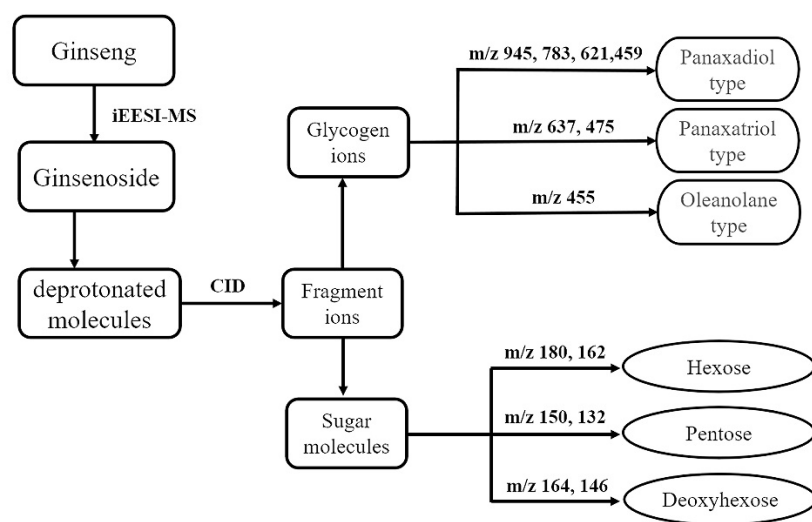 Ginseng
iEESI-MS
Ginsenoside
deprotonated
molecules
CID
Fragment
ions
Glycogen
ions
m/z 945, 783, 621,459
Panaxadiol
type
m/z 637, 475
Panaxatriol
type
m/z 455
Oleanolane
type
Sugar
molecules
m/z 180, 162
Hexose
m/z 150, 132
Pentose
m/z 164, 146
Deoxyhexose